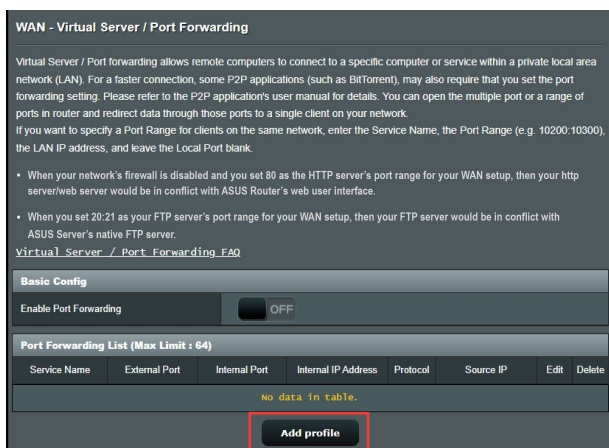 WAN - Virtual Server / Port Forwarding
Virtual Server / Port forwarding allows remote computers to connect to a specific computer or service within a private local area
network (LAN). For a faster connection, some P2P applications (such as BitTorrent), may also require that you set the port
forwarding setting. Please refer to the P2P application's user manual for details. You can open the multiple port or a range of
ports in router and redirect data through those ports to a single client on your network.
If you want to specify a Port Range for clients on the same network, enter the Service Name, the Port Range (e.g. 10200:10300),
the LAN IP address, and leave the Local Port blank.
• When your network's firewall is disabled and you set 80 as the HTTP server's port range for your WAN setup, then your http
server/web server would be in conflict with ASUS Router's web user interface.
• When you set 20:21 as your FTP server's port range for your WAN setup, then your FTP server would be in conflict with
ASUS Server's native FTP server.
Virtual Server / Port Forwarding FAQ
Basic Config
Enable Port Forwarding OFF
Port Forwarding List (Max Limit : 64)
Service Name External Port Internal Port Internal IP Address Protocol Source IP Edit Delete
No data in table.
Add profile